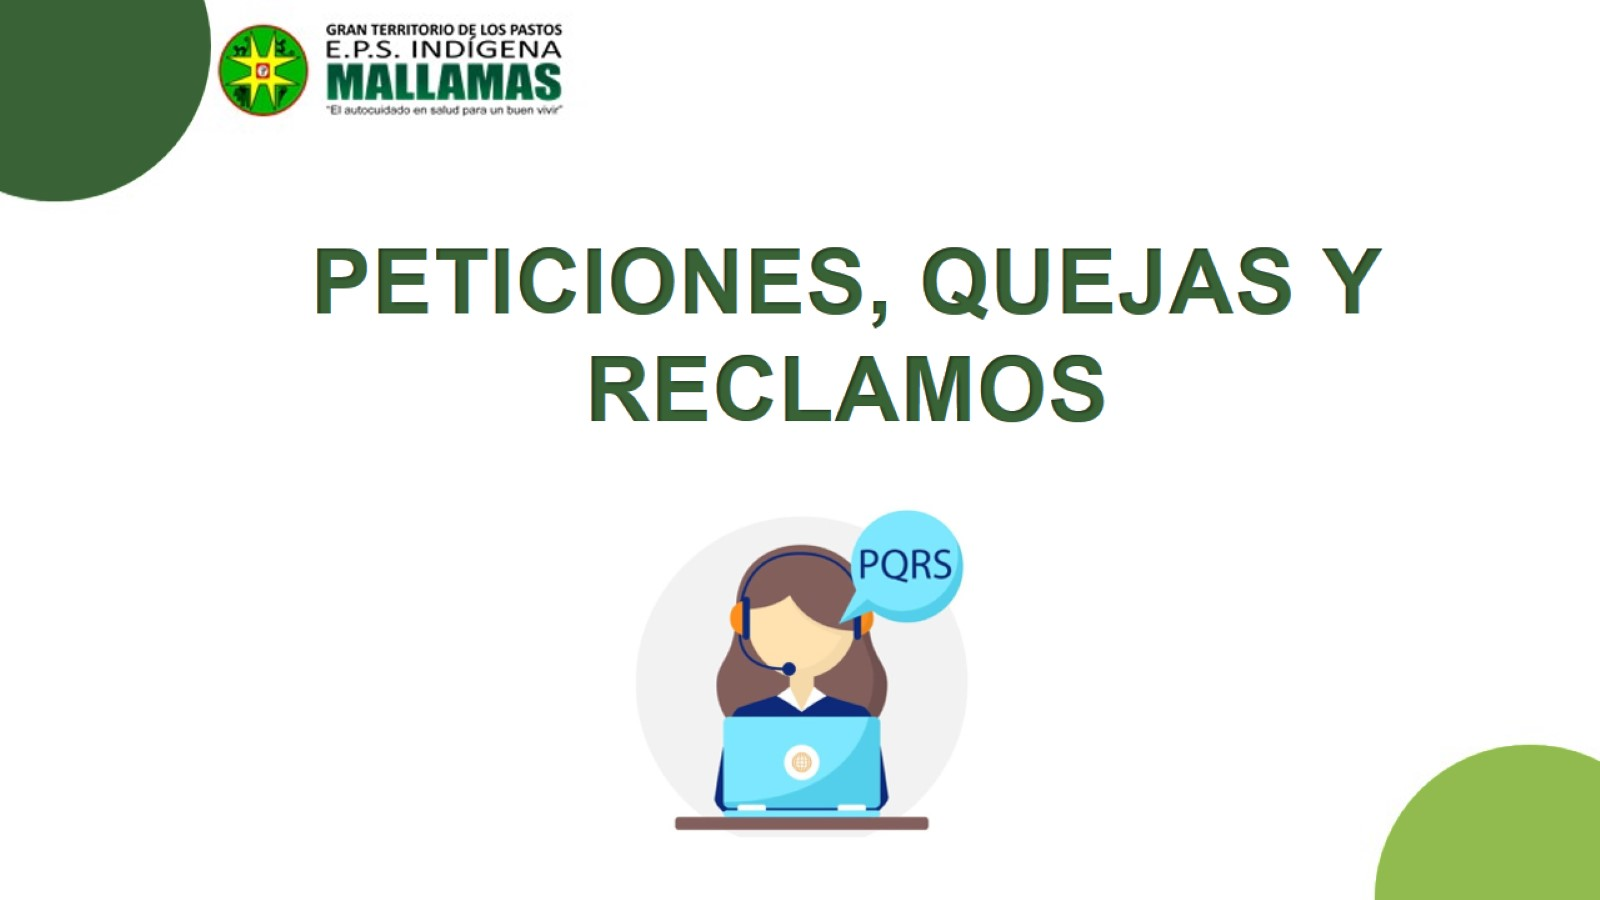 GRAN TERRITORIO DE LOS PASTOS
E.P.S. INDÍGENA
MALLAMAS
"El autocuidado en salud para un buen vivir"
PETICIONES, QUEJAS Y
RECLAMOS
PQRS